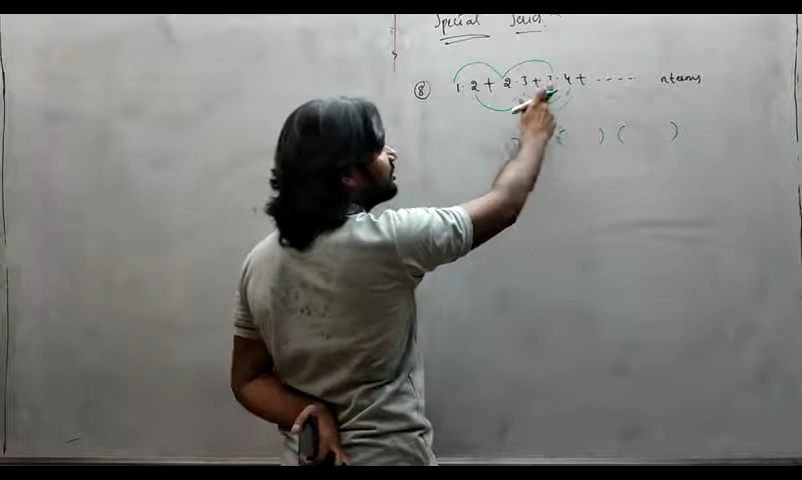 Special Series
⑧ 1·2 + 2·3 + 3·4 + ...... n terms
( ) ( )